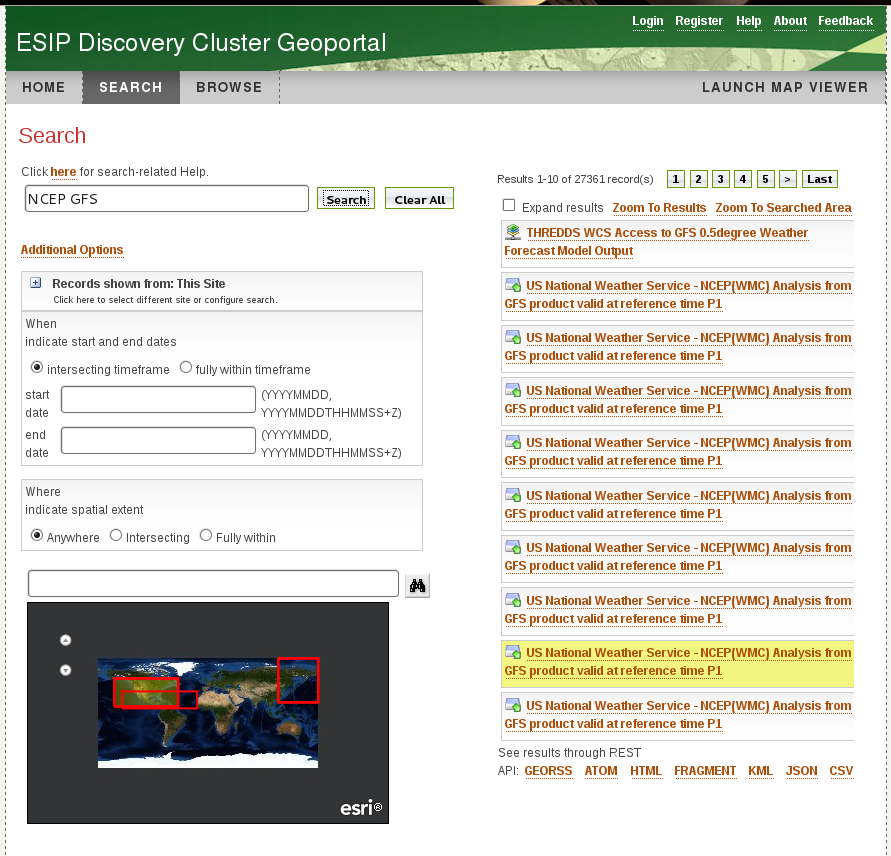 Login Register Help About Feedback
ESIP Discovery Cluster Geoportal
HOME SEARCH BROWSE LAUNCH MAP VIEWER
Search
Click here for search-related Help.
NCEP GFS Search Clear All
Additional Options
Records shown from: This Site
Click here to select different site or configure search.
When
indicate start and end dates
intersecting timeframe fully within timeframe
start date (YYYYMMDD,
YYYYMMDDTHHMMSS+Z)
end date (YYYYMMDD,
YYYYMMDDTHHMMSS+Z)
Where
indicate spatial extent
Anywhere Intersecting Fully within
esri®
Results 1-10 of 27361 record(s) 1 2 3 4 5 > Last
Expand results Zoom To Results Zoom To Searched Area
THREDDS WCS Access to GFS 0.5degree Weather
Forecast Model Output
US National Weather Service - NCEP(WMC) Analysis from
GFS product valid at reference time P1
US National Weather Service - NCEP(WMC) Analysis from
GFS product valid at reference time P1
US National Weather Service - NCEP(WMC) Analysis from
GFS product valid at reference time P1
US National Weather Service - NCEP(WMC) Analysis from
GFS product valid at reference time P1
US National Weather Service - NCEP(WMC) Analysis from
GFS product valid at reference time P1
US National Weather Service - NCEP(WMC) Analysis from
GFS product valid at reference time P1
US National Weather Service - NCEP(WMC) Analysis from
GFS product valid at reference time P1
US National Weather Service - NCEP(WMC) Analysis from
GFS product valid at reference time P1
US National Weather Service - NCEP(WMC) Analysis from
GFS product valid at reference time P1
See results through REST
API: GEORSS ATOM HTML FRAGMENT KML JSON CSV